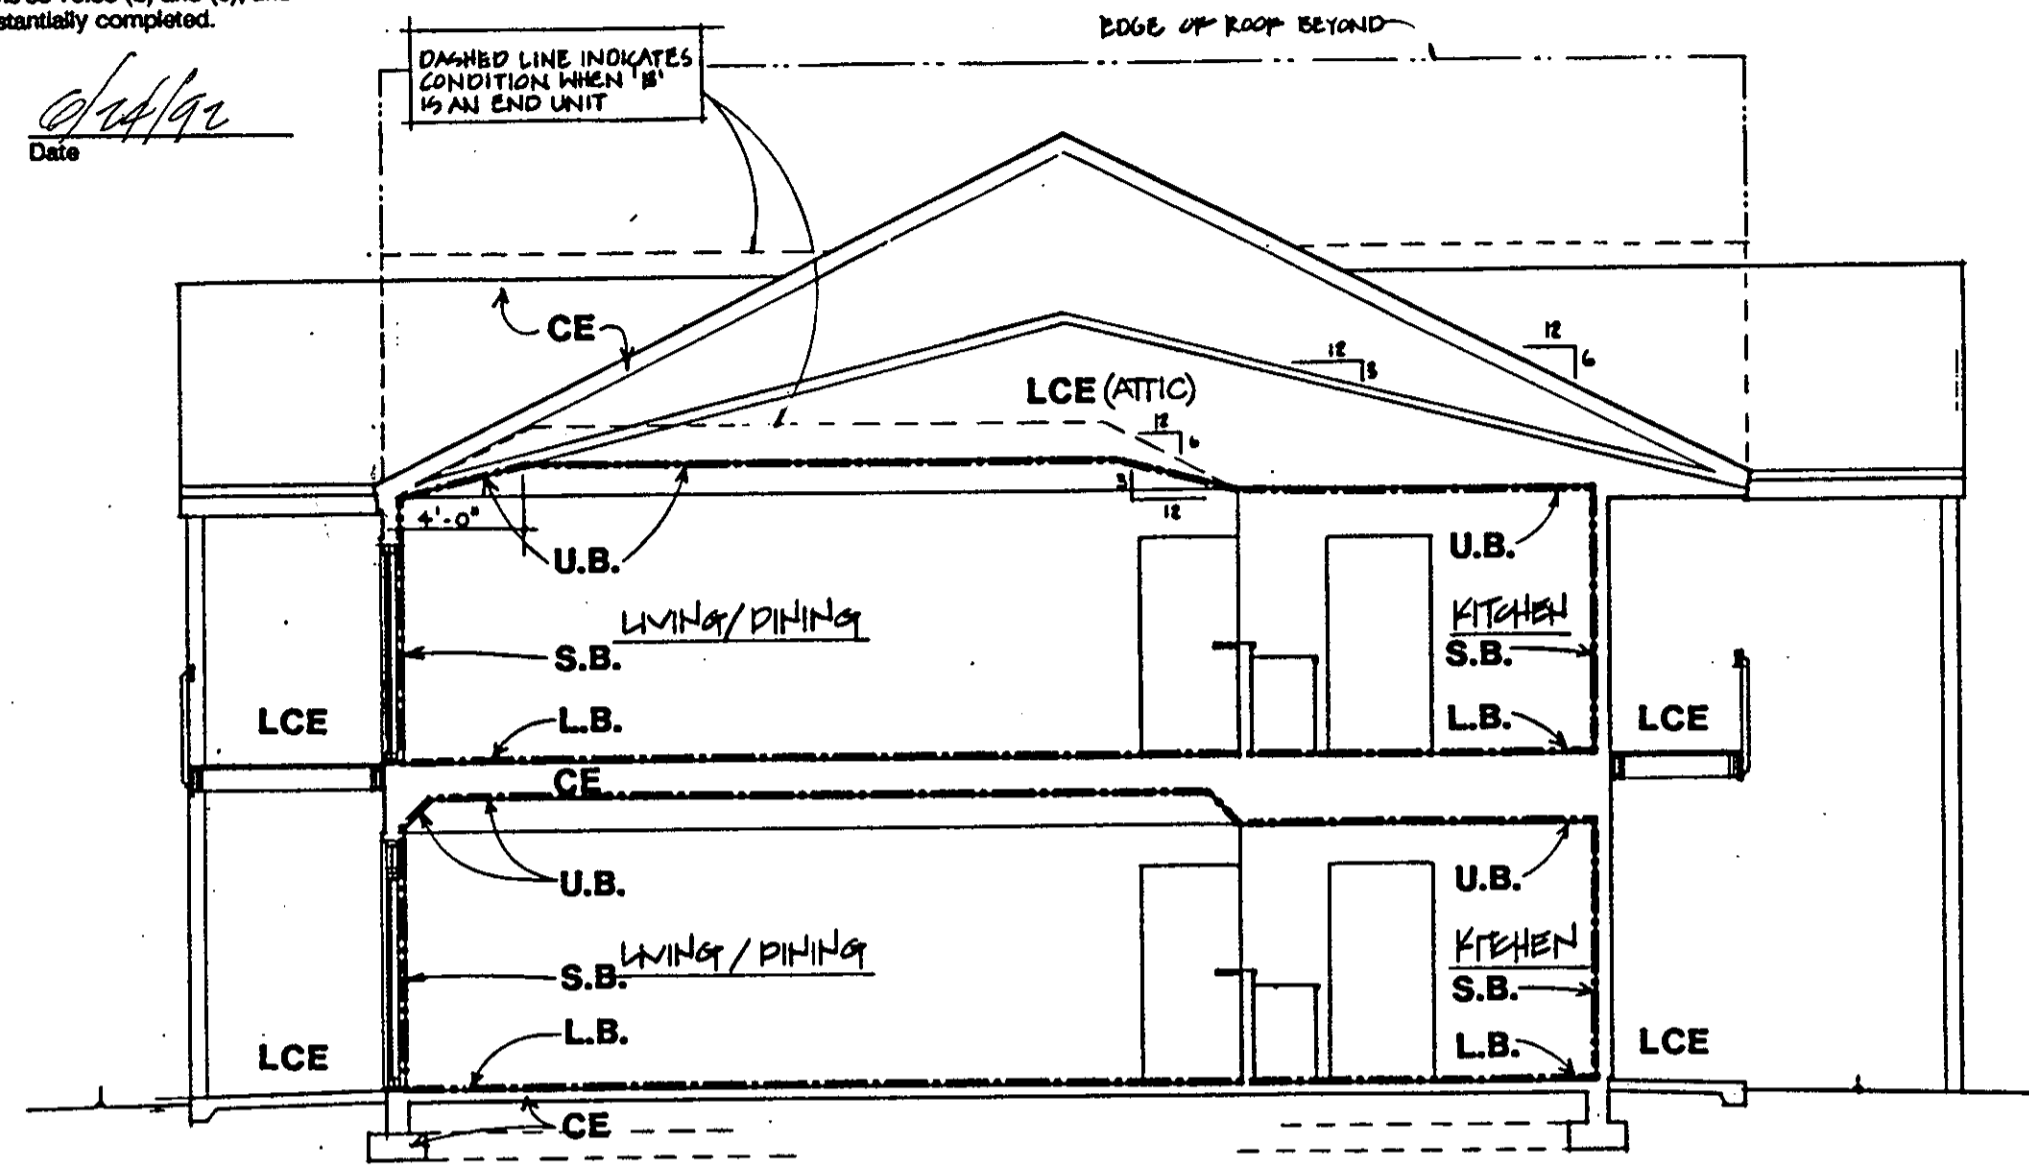 stantially completed.
6/24/92
Date
DASHED LINE INDICATES
CONDITION WHEN 'B'
IS AN END UNIT
EDGE OF ROOF BEYOND
CE
12
6
12
3
LCE (ATTIC)
12
6
3
12
4'-0"
U.B.
U.B.
LIVING/DINING
KITCHEN
S.B.
S.B.
L.B.
L.B.
LCE
LCE
CE
U.B.
U.B.
LIVING/DINING
KITCHEN
S.B.
S.B.
L.B.
L.B.
LCE
LCE
CE